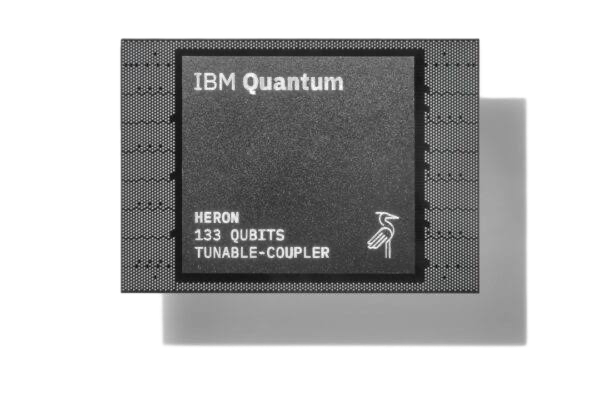 IBM Quantum
HERON
133 QUBITS
TUNABLE-COUPLER